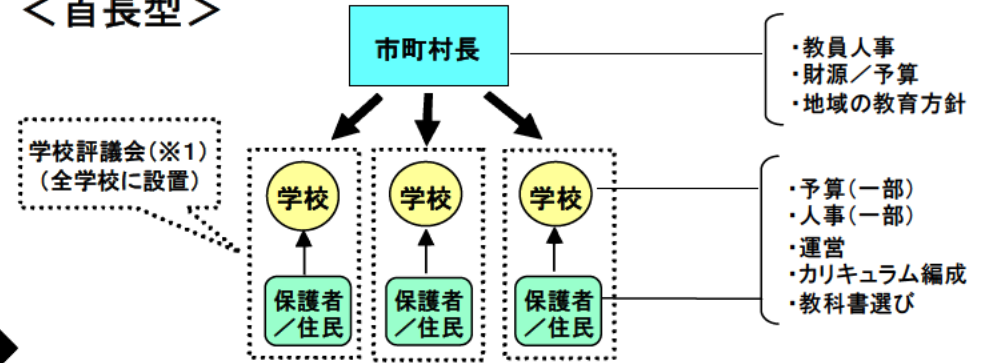 ＜首長型＞
市町村長
・教員人事
・財源／予算
・地域の教育方針
学校評議会(※1)
(全学校に設置)
学校
学校
学校
・予算(一部)
・人事(一部)
・運営
・カリキュラム編成
・教科書選び
保護者
／住民
保護者
／住民
保護者
／住民